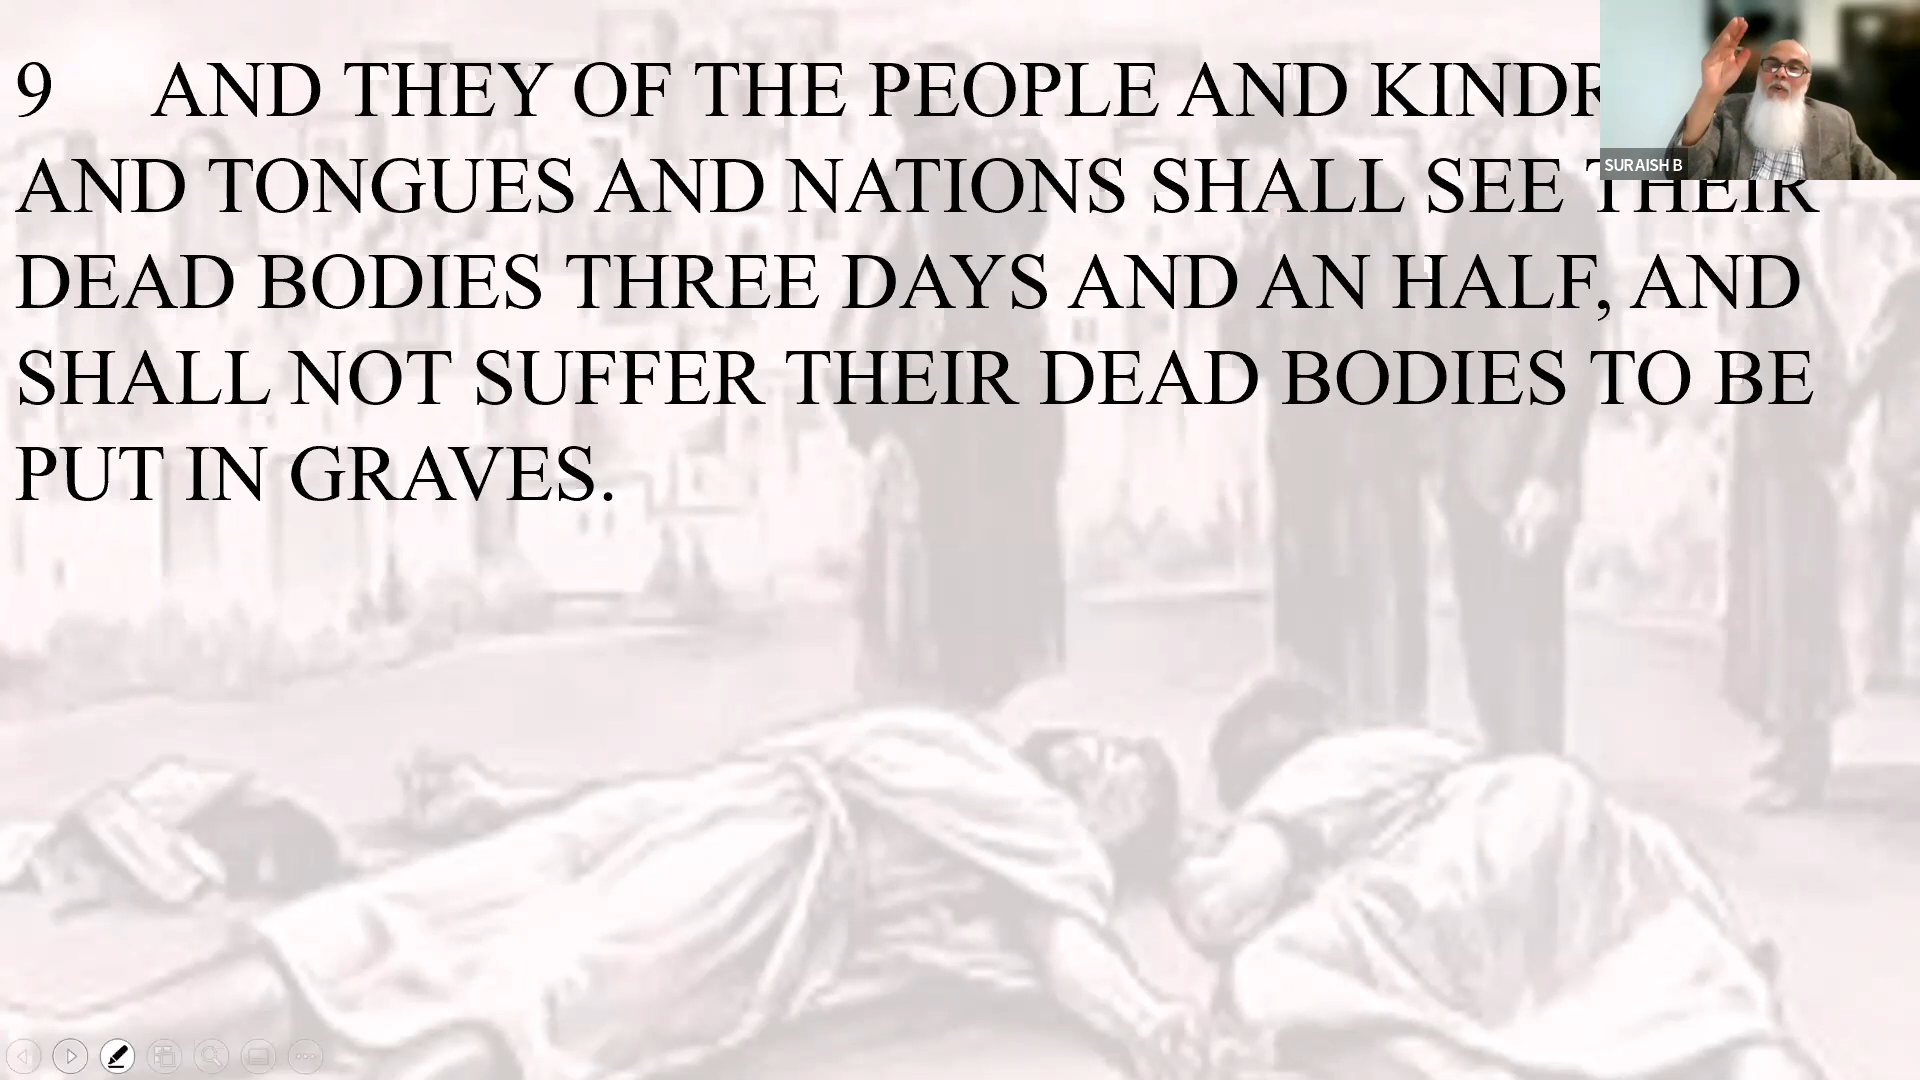 9 AND THEY OF THE PEOPLE AND
AND TONGUES AND NATIONS SHALL SEE THEIR
DEAD BODIES THREE DAYS AND AN HALF, AND
SHALL NOT SUFFER THEIR DEAD BODIES TO BE
PUT IN GRAVES.
SURAISH B